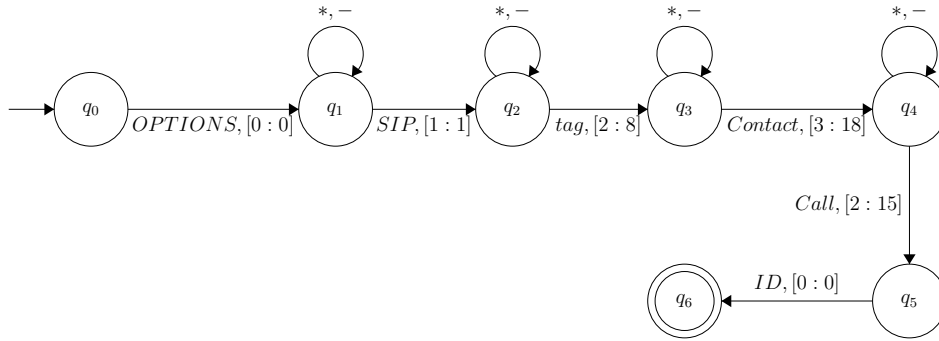 *, − *, − *, − *, −
q0 q1 q2 q3 q4
OPTIONS, [0 : 0] SIP, [1 : 1] tag, [2 : 8] Contact, [3 : 18]
Call, [2 : 15]
ID, [0 : 0]
q6 q5